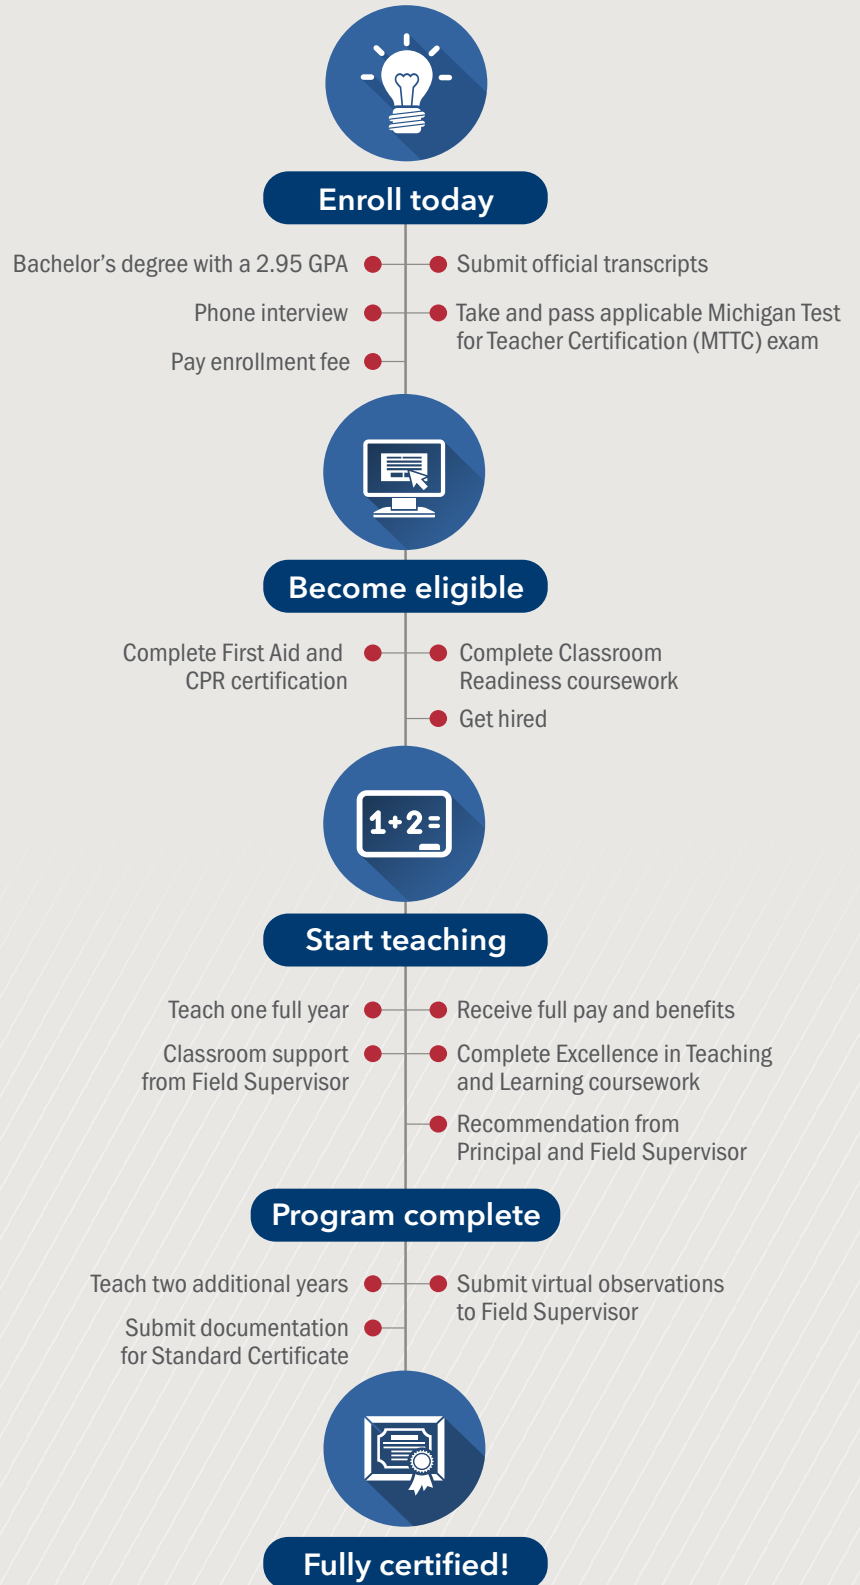 Enroll today
Bachelor's degree with a 2.95 GPA
Submit official transcripts
Phone interview
Take and pass applicable Michigan Test
for Teacher Certification (MTTC) exam
Pay enrollment fee
Become eligible
Complete First Aid and
CPR certification
Complete Classroom
Readiness coursework
Get hired
1+2=
Start teaching
Teach one full year
Receive full pay and benefits
Classroom support
from Field Supervisor
Complete Excellence in Teaching
and Learning coursework
Recommendation from
Principal and Field Supervisor
Program complete
Teach two additional years
Submit virtual observations
to Field Supervisor
Submit documentation
for Standard Certificate
Fully certified!